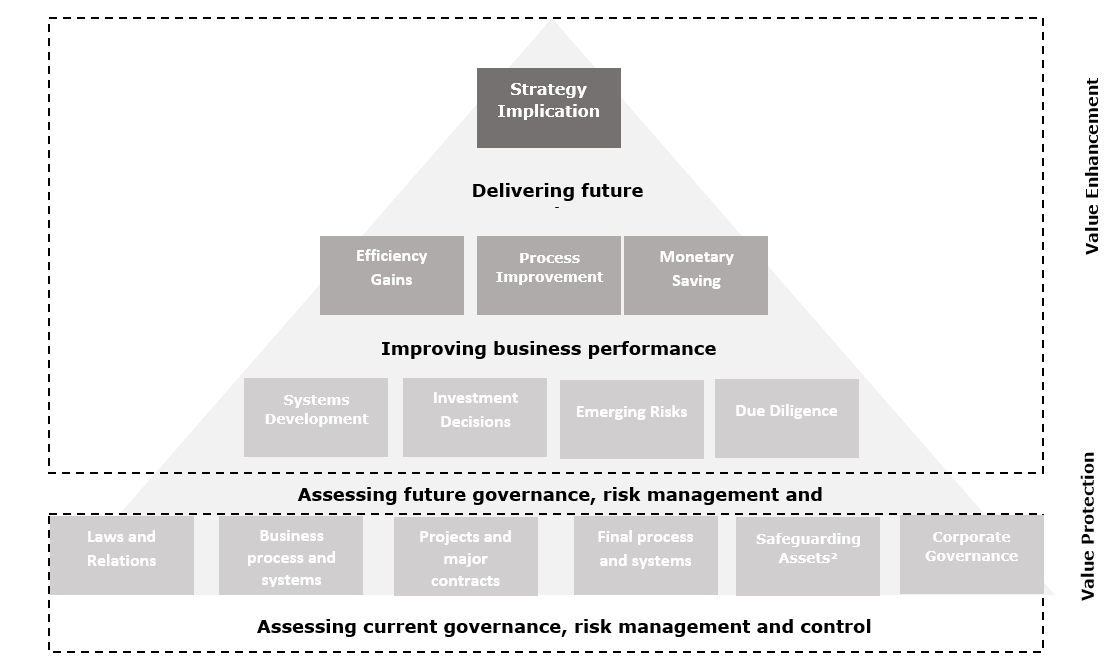 Strategy
Implication
Delivering future
Efficiency
Gains
Process
Improvement
Monetary
Saving
Improving business performance
Systems
Development
Investment
Decisions
Emerging Risks
Due Diligence
Assessing future governance, risk management and
Laws and
Relations
Business
process and
systems
Projects and
major
contracts
Final process
and systems
Safeguarding
Assets²
Corporate
Governance
Assessing current governance, risk management and control
Value Enhancement
Value Protection